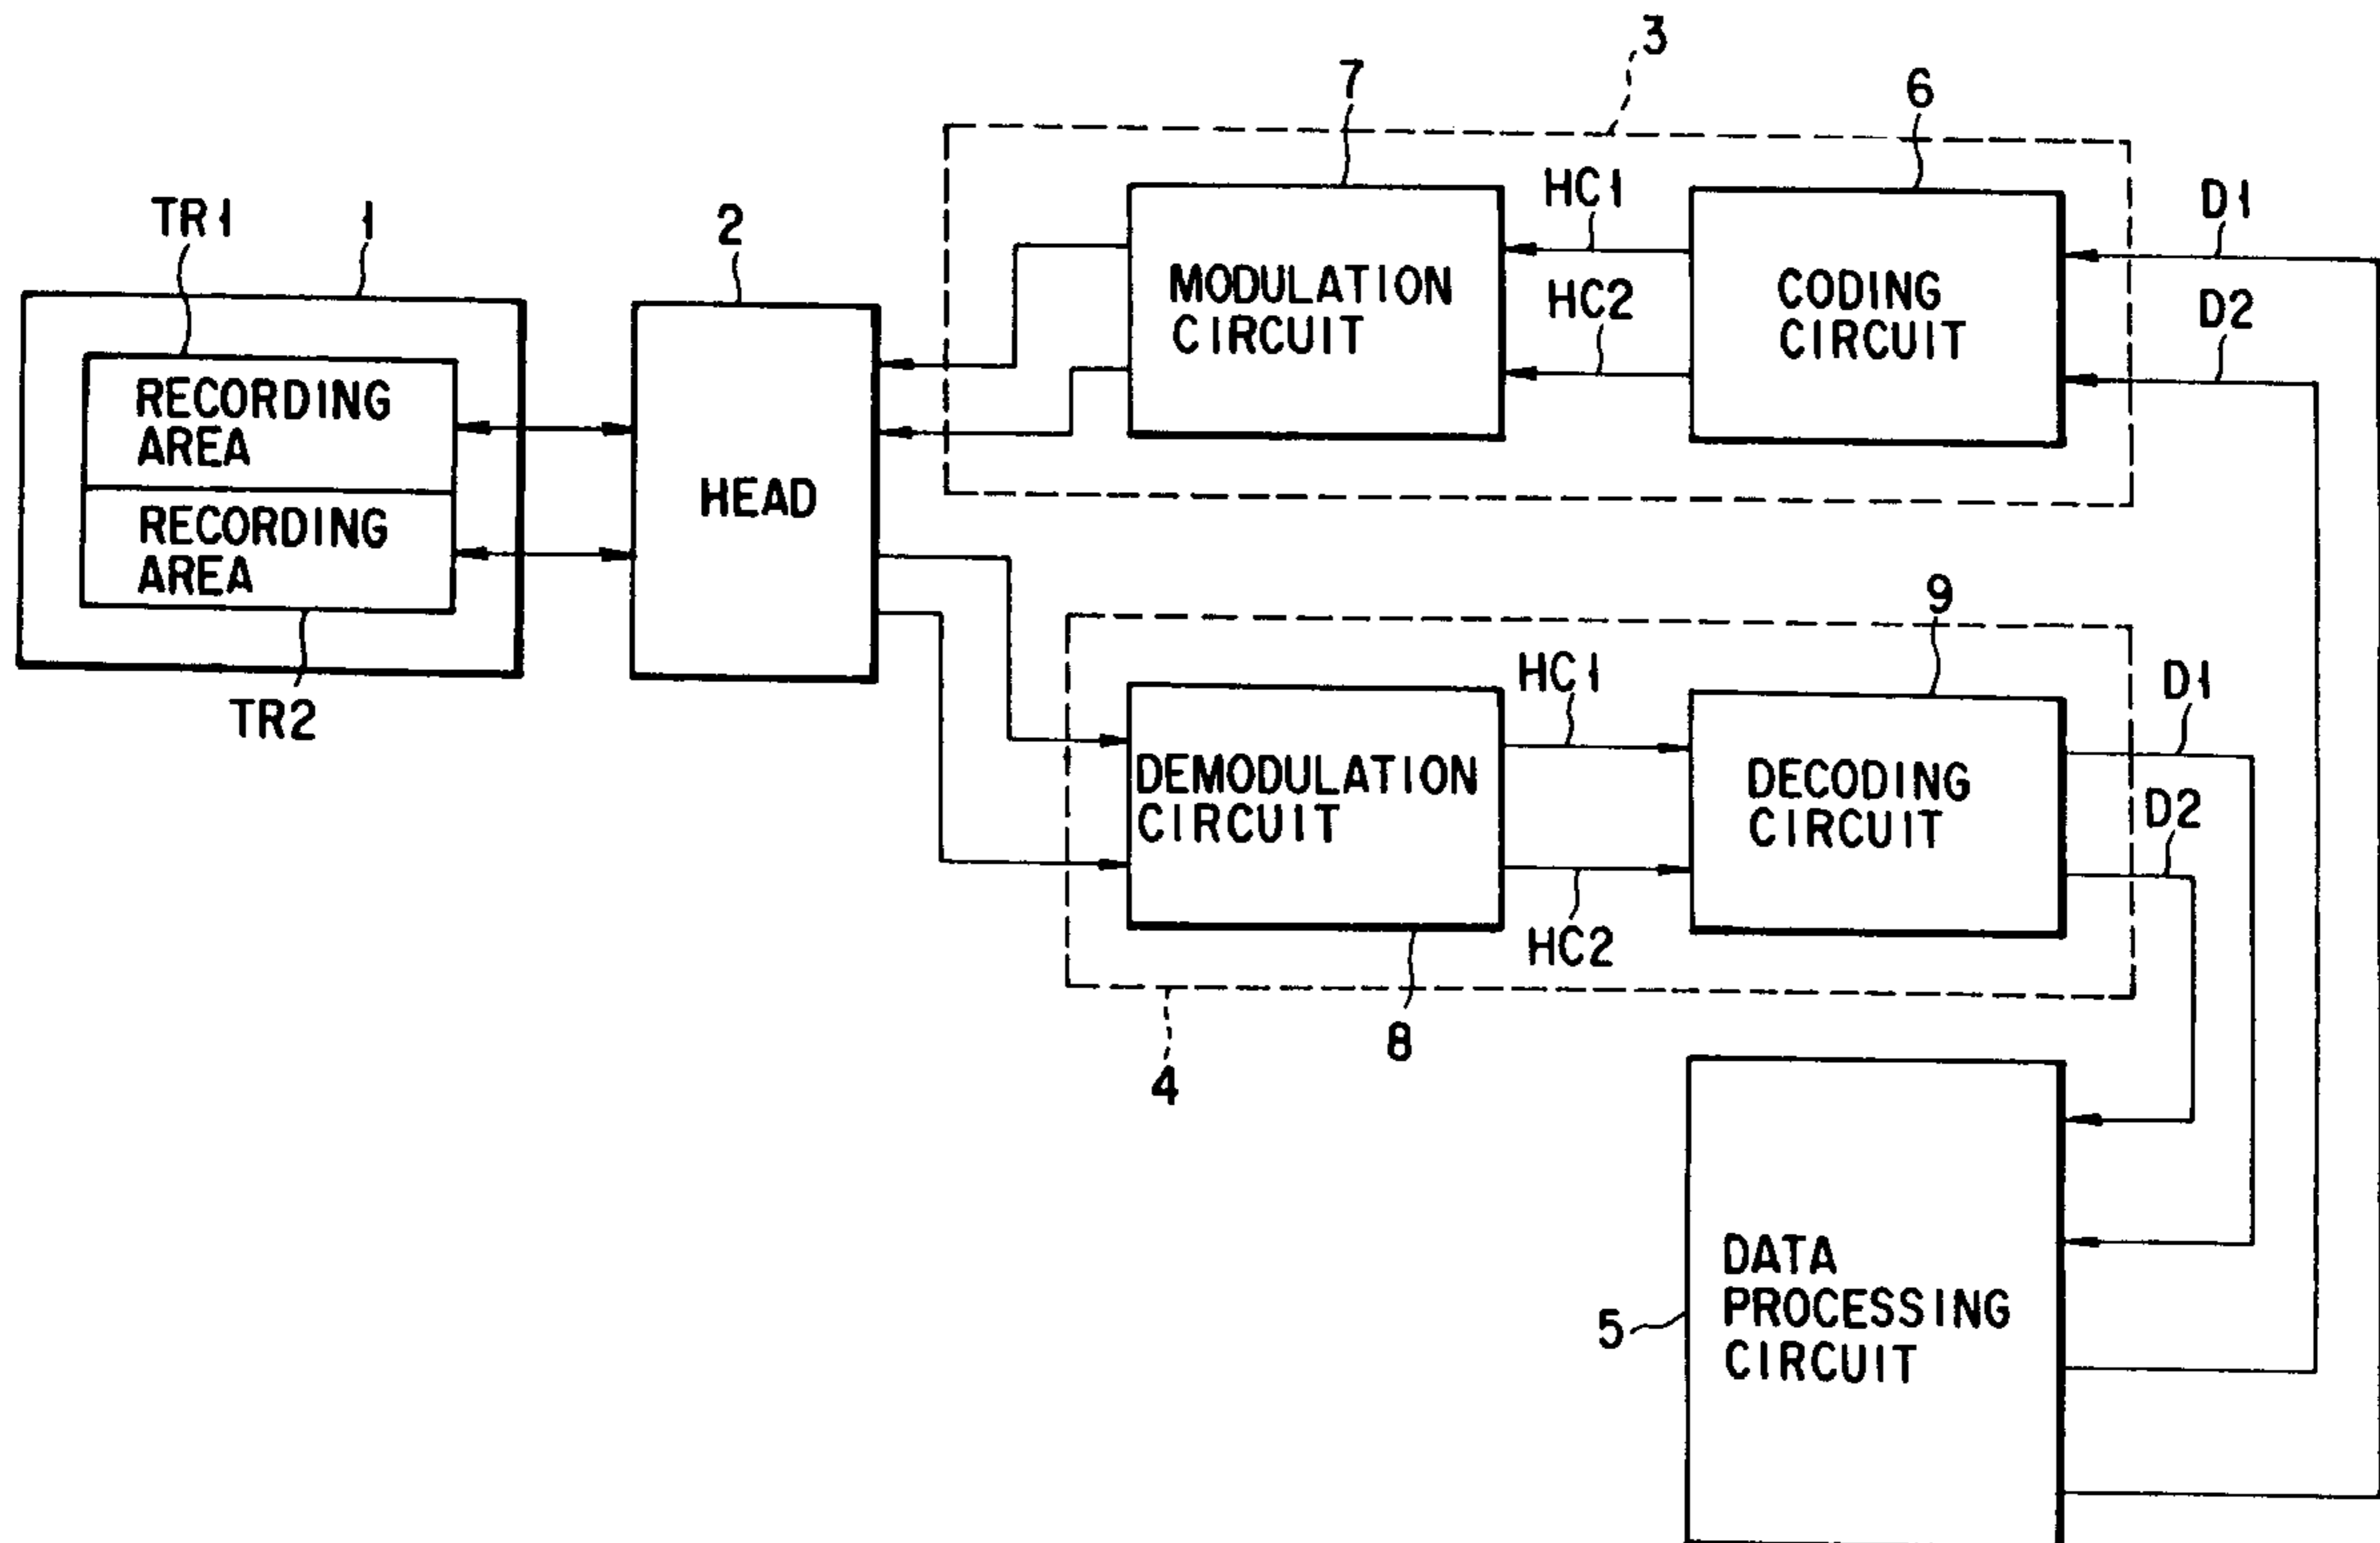 3
7
6
TR1
1
2
HC1
D1
MODULATION
CIRCUIT
HC2
CODING
CIRCUIT
D2
RECORDING
AREA
HEAD
RECORDING
AREA
TR2
9
HC1
D1
DEMODULATION
CIRCUIT
DECODING
CIRCUIT
D2
HC2
8
4
5
DATA
PROCESSING
CIRCUIT